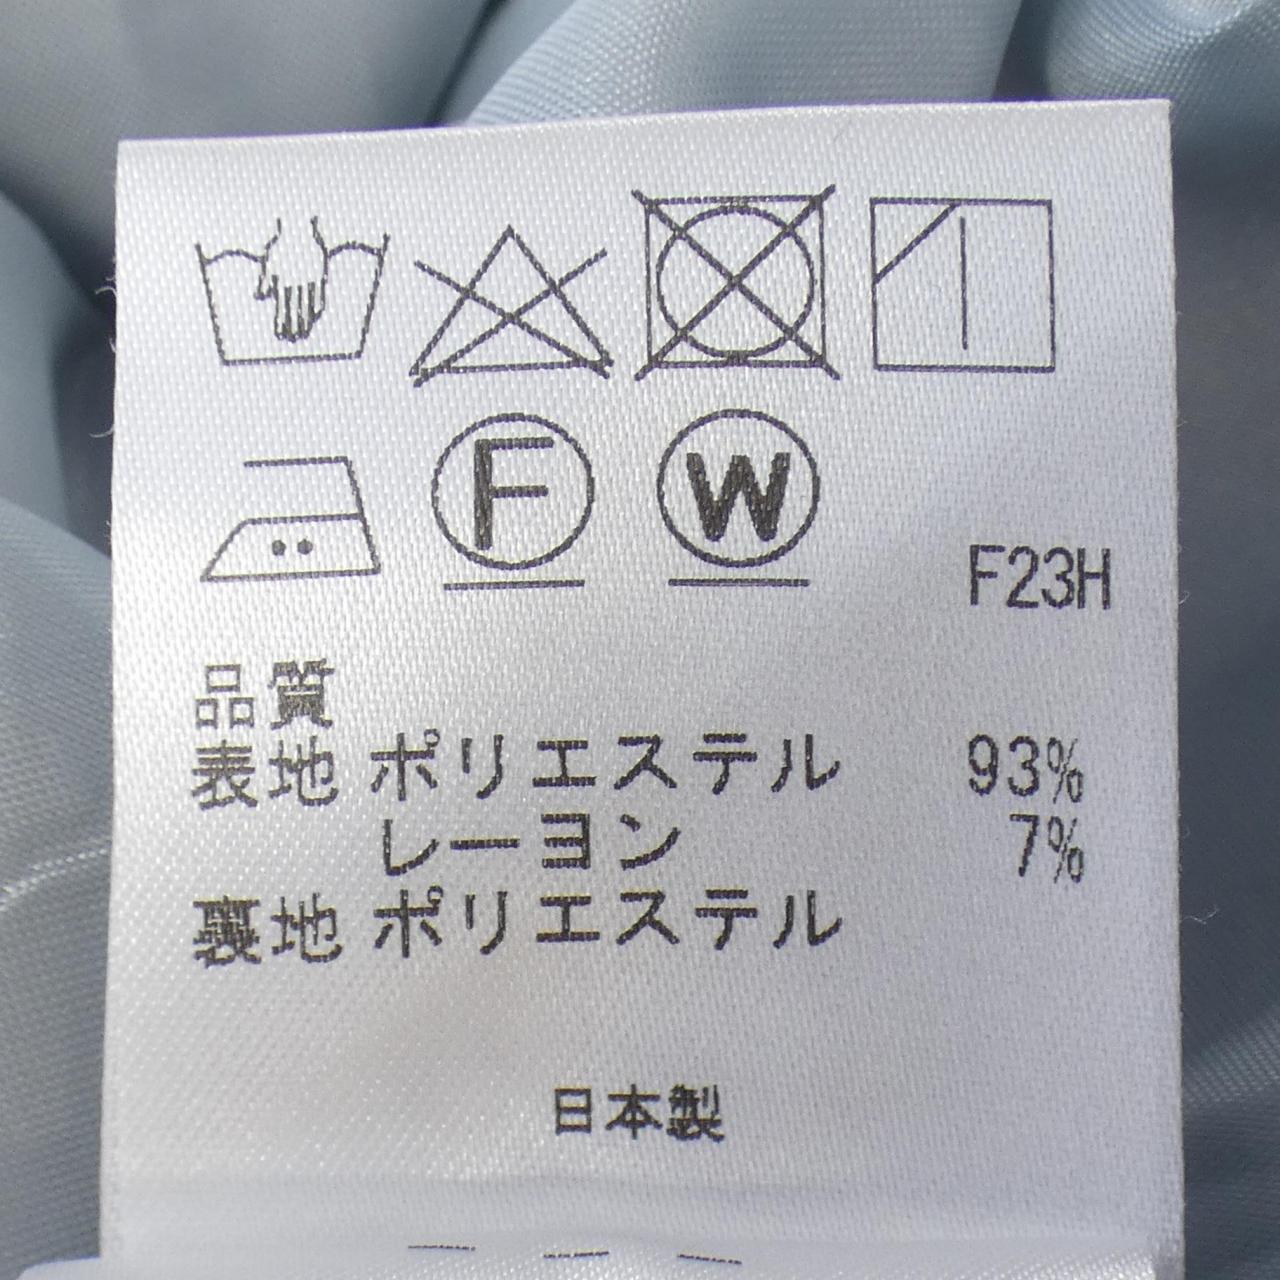 F W
F23H
品質
表地 ポリエステル 93%
レーヨン 7%
裏地 ポリエステル
日本製